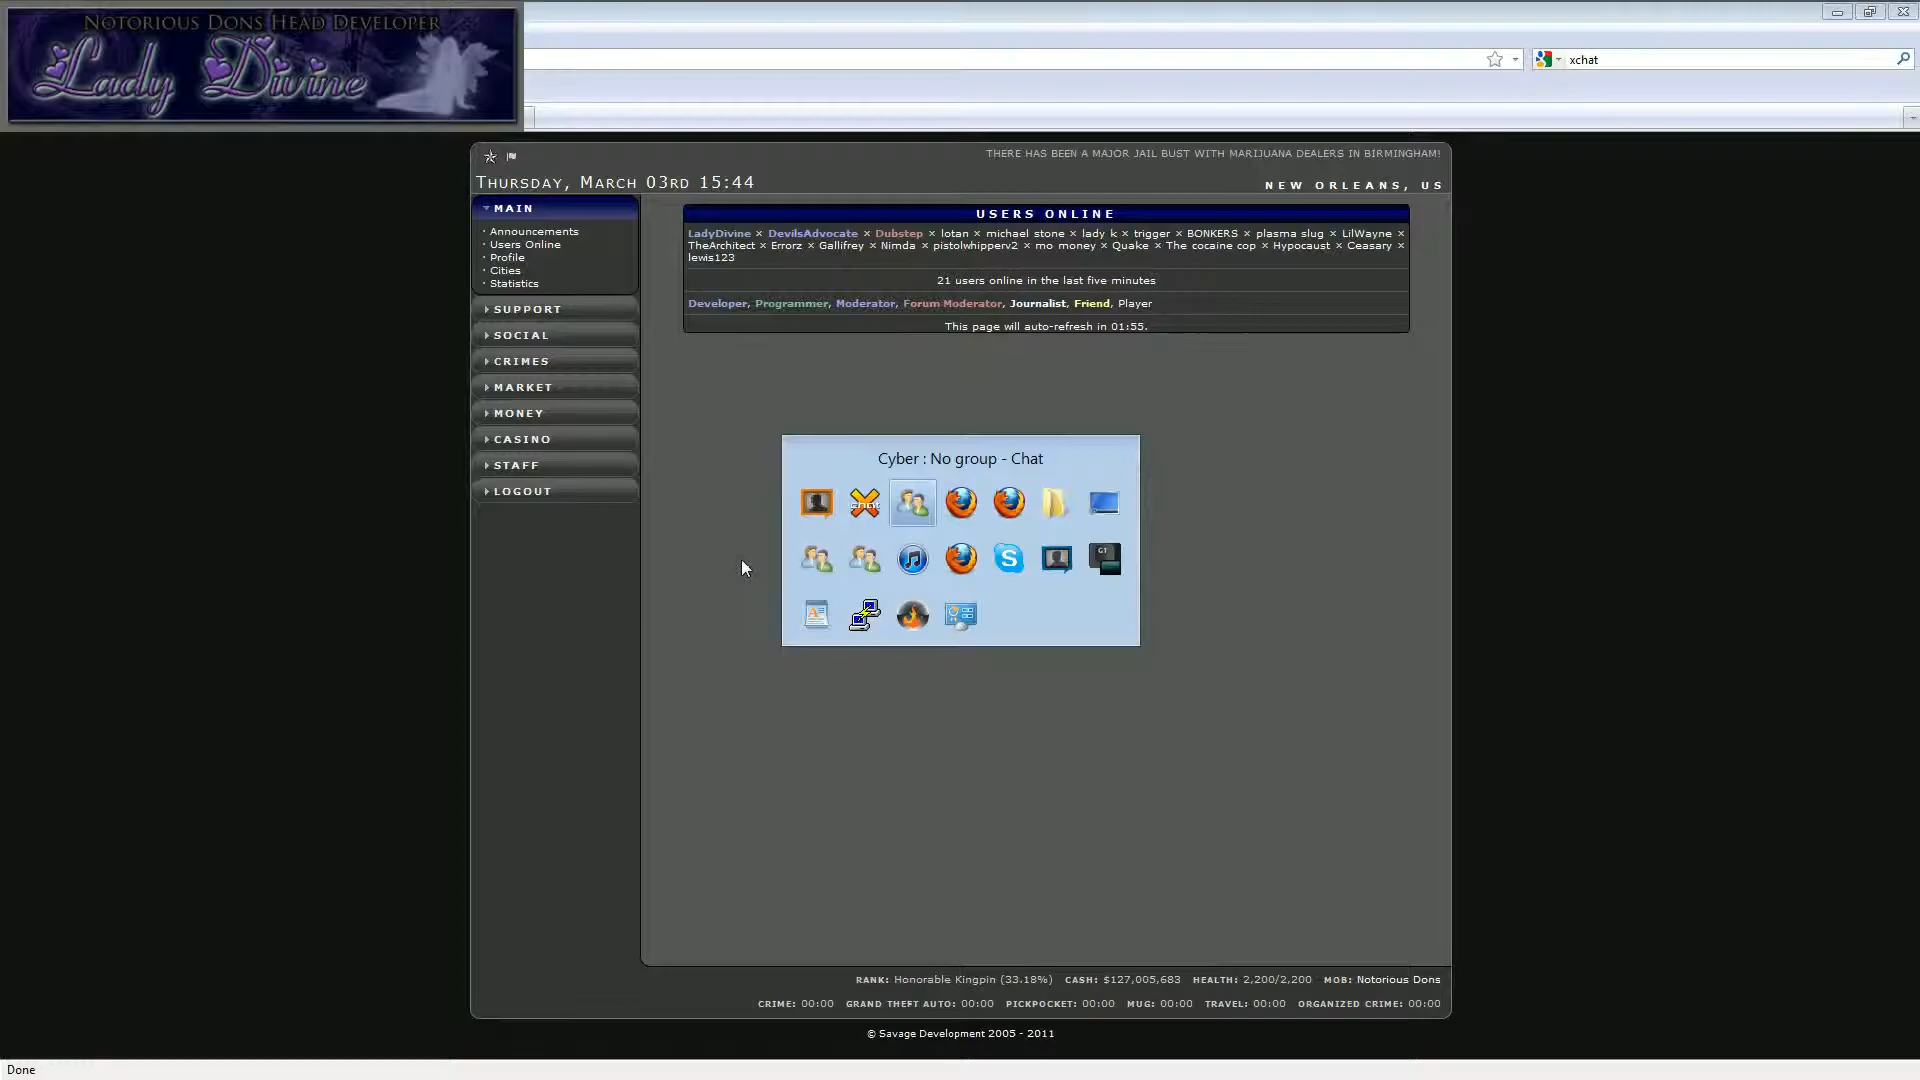 NOTORIOUS DONS HEAD DEVELOPER
Lady Divine
xchat
THERE HAS BEEN A MAJOR JAIL BUST WITH MARIJUANA DEALERS IN BIRMINGHAM!
THURSDAY, MARCH 03RD 15:44
NEW ORLEANS, US
MAIN
Announcements
Users Online
Profile
Cities
Statistics
SUPPORT
SOCIAL
CRIMES
MARKET
MONEY
CASINO
STAFF
LOGOUT
USERS ONLINE
LadyDivine × DevilsAdvocate × Dubstep × lotan × michael stone × lady k × trigger × BONKERS × plasma slug × LilWayne ×
TheArchitect × Errorz × Gallifrey × Nimda × pistolwhipperv2 × mo money × Quake × The cocaine cop × Hypocaust × Ceasary ×
lewis123
21 users online in the last five minutes
Developer, Programmer, Moderator, Forum Moderator, Journalist, Friend, Player
This page will auto-refresh in 01:55.
Cyber : No group - Chat
CHAT
S
GT
A
RANK: Honorable Kingpin (33.18%) CASH: $127,005,683 HEALTH: 2,200/2,200 MOB: Notorious Dons
CRIME: 00:00 GRAND THEFT AUTO: 00:00 PICKPOCKET: 00:00 MUG: 00:00 TRAVEL: 00:00 ORGANIZED CRIME: 00:00
© Savage Development 2005 - 2011
Done